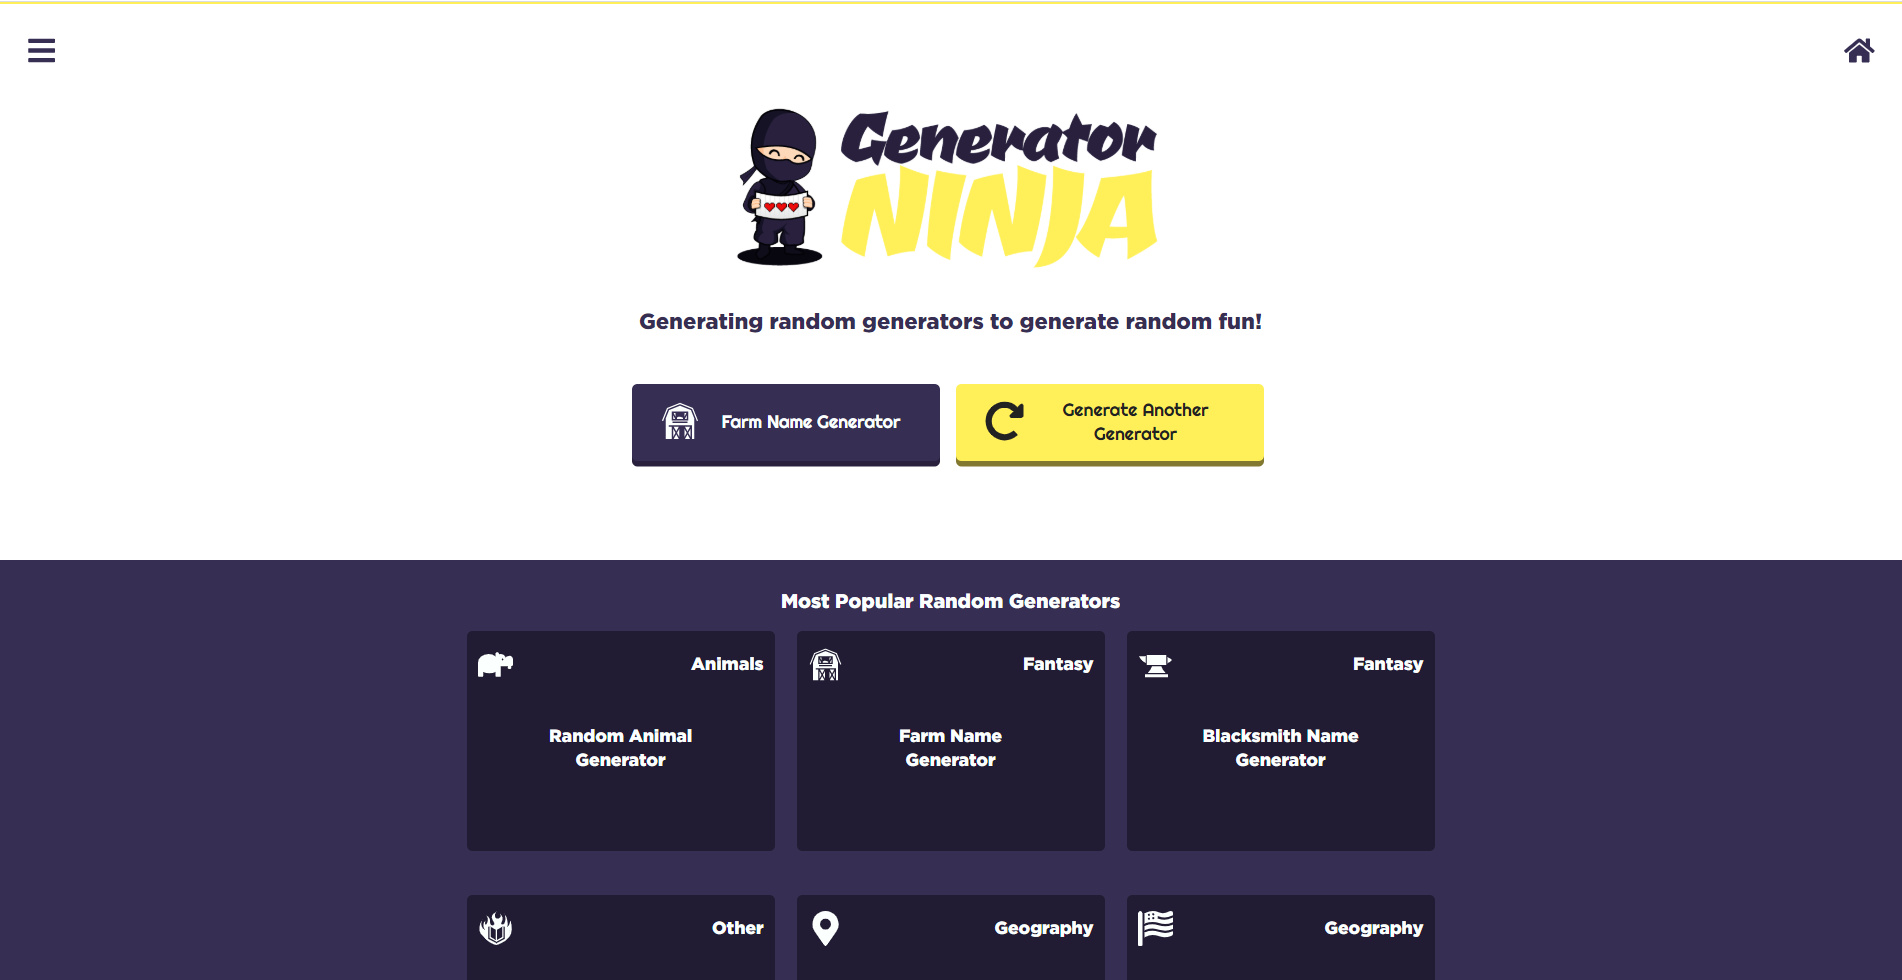 Generator
NINJA
Generating random generators to generate random fun!
Farm Name Generator
Generate Another
Generator
Most Popular Random Generators
Animals
Random Animal
Generator
Fantasy
Farm Name
Generator
Fantasy
Blacksmith Name
Generator
Other
Geography
Geography